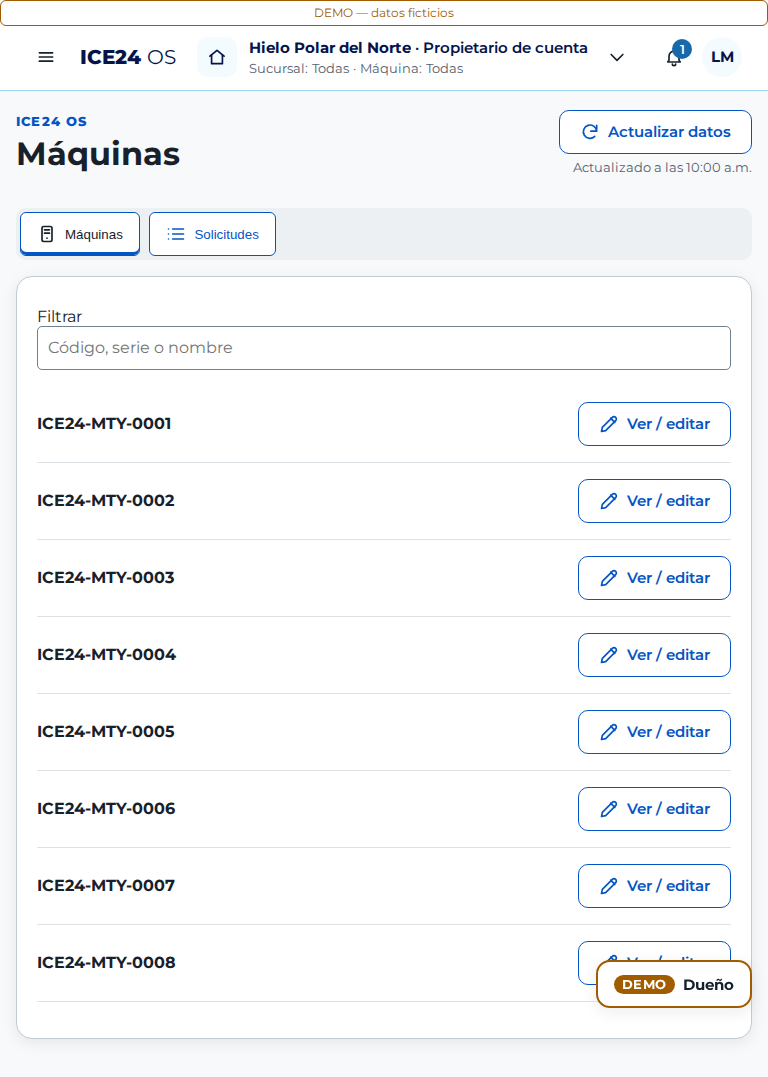 DEMO — datos ficticios
ICE24 OS
Hielo Polar del Norte · Propietario de cuenta
Sucursal: Todas · Máquina: Todas
1
LM
ICE24 OS
Máquinas
Actualizar datos
Actualizado a las 10:00 a.m.
Máquinas
Solicitudes
Filtrar
Código, serie o nombre
ICE24-MTY-0001
Ver / editar
ICE24-MTY-0002
Ver / editar
ICE24-MTY-0003
Ver / editar
ICE24-MTY-0004
Ver / editar
ICE24-MTY-0005
Ver / editar
ICE24-MTY-0006
Ver / editar
ICE24-MTY-0007
Ver / editar
ICE24-MTY-0008
DEMO Dueño